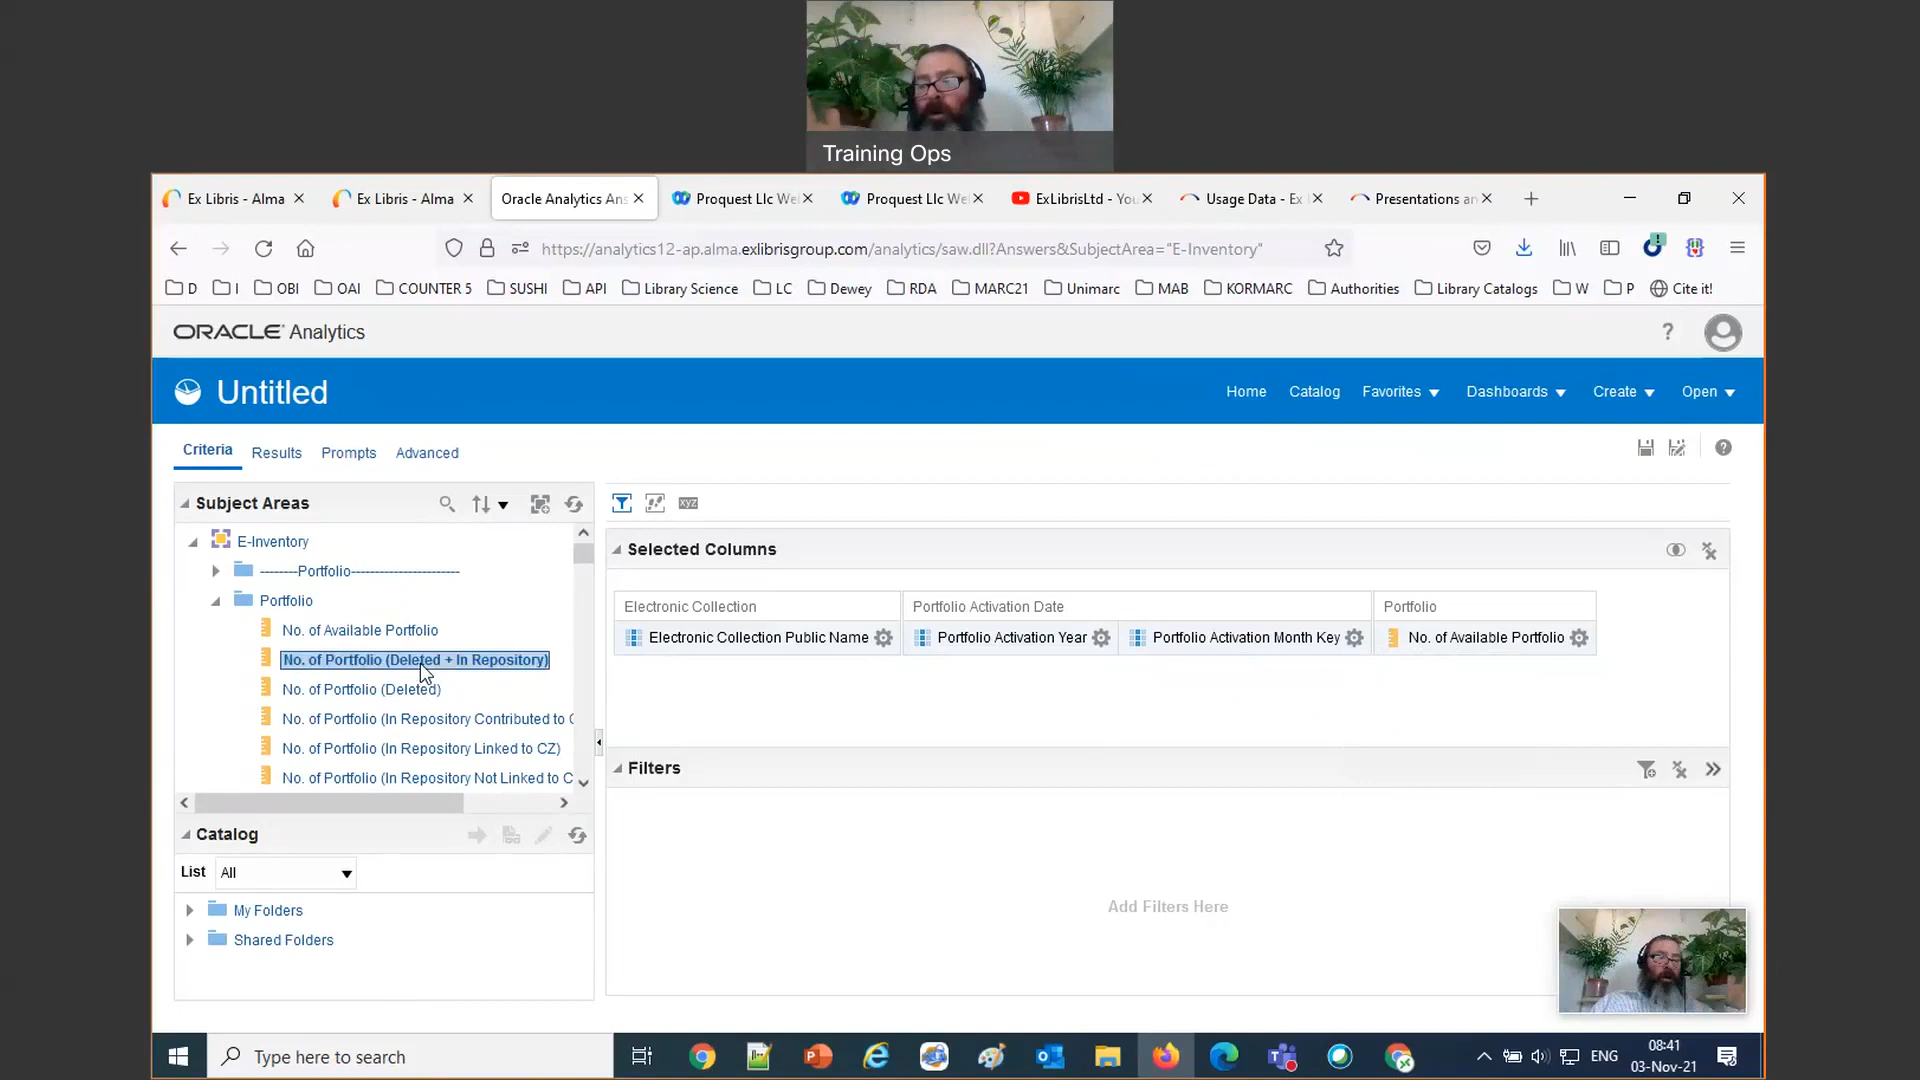 Training Ops
Ex Libris - Alma
Ex Libris - Alma
Oracle Analytics Ans
Proquest Llc We
Proquest Llc We
ExLibrisLtd - You
Usage Data - Ex
Presentations an
https://analytics12-ap.alma.exlibrisgroup.com/analytics/saw.dll?Answers&SubjectArea="E-Inventory"
D
I
OBI
OAI
COUNTER 5
SUSHI
API
Library Science
LC
Dewey
RDA
MARC21
Unimarc
MAB
KORMARC
Authorities
Library Catalogs
W
P
Cite it!
ORACLE Analytics
?
Untitled
Home
Catalog
Favorites
Dashboards
Create
Open
Criteria
Results
Prompts
Advanced
Subject Areas
xyz
E-Inventory
--------Portfolio-----------------------
Portfolio
No. of Available Portfolio
No. of Portfolio (Deleted + In Repository)
No. of Portfolio (Deleted)
No. of Portfolio (In Repository Contributed to
No. of Portfolio (In Repository Linked to CZ)
No. of Portfolio (In Repository Not Linked to C
Selected Columns
Electronic Collection
Portfolio Activation Date
Portfolio
Electronic Collection Public Name
Portfolio Activation Year
Portfolio Activation Month Key
No. of Available Portfolio
Filters
Add Filters Here
Catalog
List
All
My Folders
Shared Folders
Type here to search
ENG
08:41
03-Nov-21